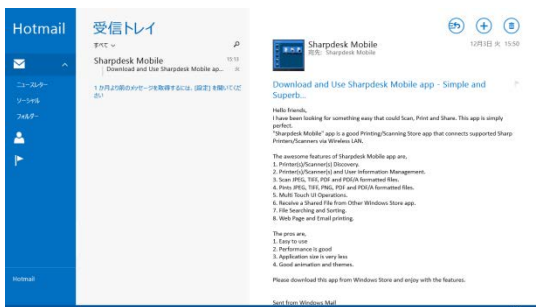 Hotmail
ニュースレター
ソーシャル
フォルダー
Hotmail
受信トレイ
すべて
Sharpdesk Mobile
Download and Use Sharpdesk Mobile ap...
1 か月より前のメッセージを取得するには、[設定] を開いてくだ
さい
Sharpdesk Mobile
宛先: Sharpdesk Mobile
12月3日 火 15:50
Download and Use Sharpdesk Mobile app - Simple and
Superb...
Hello friends,
I have been looking for something easy that could Scan, Print and Share. This app is simply
perfect.
"Sharpdesk Mobile" app is a good Printing/Scanning Store app that connects supported Sharp
Printers/Scanners via Wireless LAN.
The awesome features of Sharpdesk Mobile app are,
1. Printer(s)/Scanner(s) Discovery.
2. Printer(s)/Scanner(s) and User Information Management.
3. Scan JPEG, TIFF, PDF and PDF/A formatted files.
4. Pints JPEG, TIFF, PNG, PDF and PDF/A formatted files.
5. Multi Touch UI Operations.
6. Receive a Shared File from Other Windows Store app.
7. File Searching and Sorting.
8. Web Page and Email printing.
The pros are,
1. Easy to use
2. Performance is good
3. Application size is very less
4. Good animation and themes.
Please download this app from Windows Store and enjoy with the features.
Sent from Windows Mail